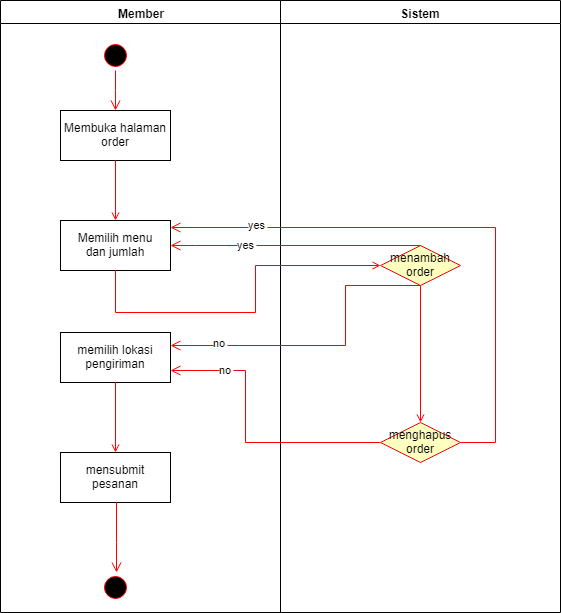 Member
Sistem
Membuka halaman
order
yes
Memilih menu
dan jumlah
yes
menambah
order
memilih lokasi
pengiriman
no
no
menghapus
order
mensubmit
pesanan